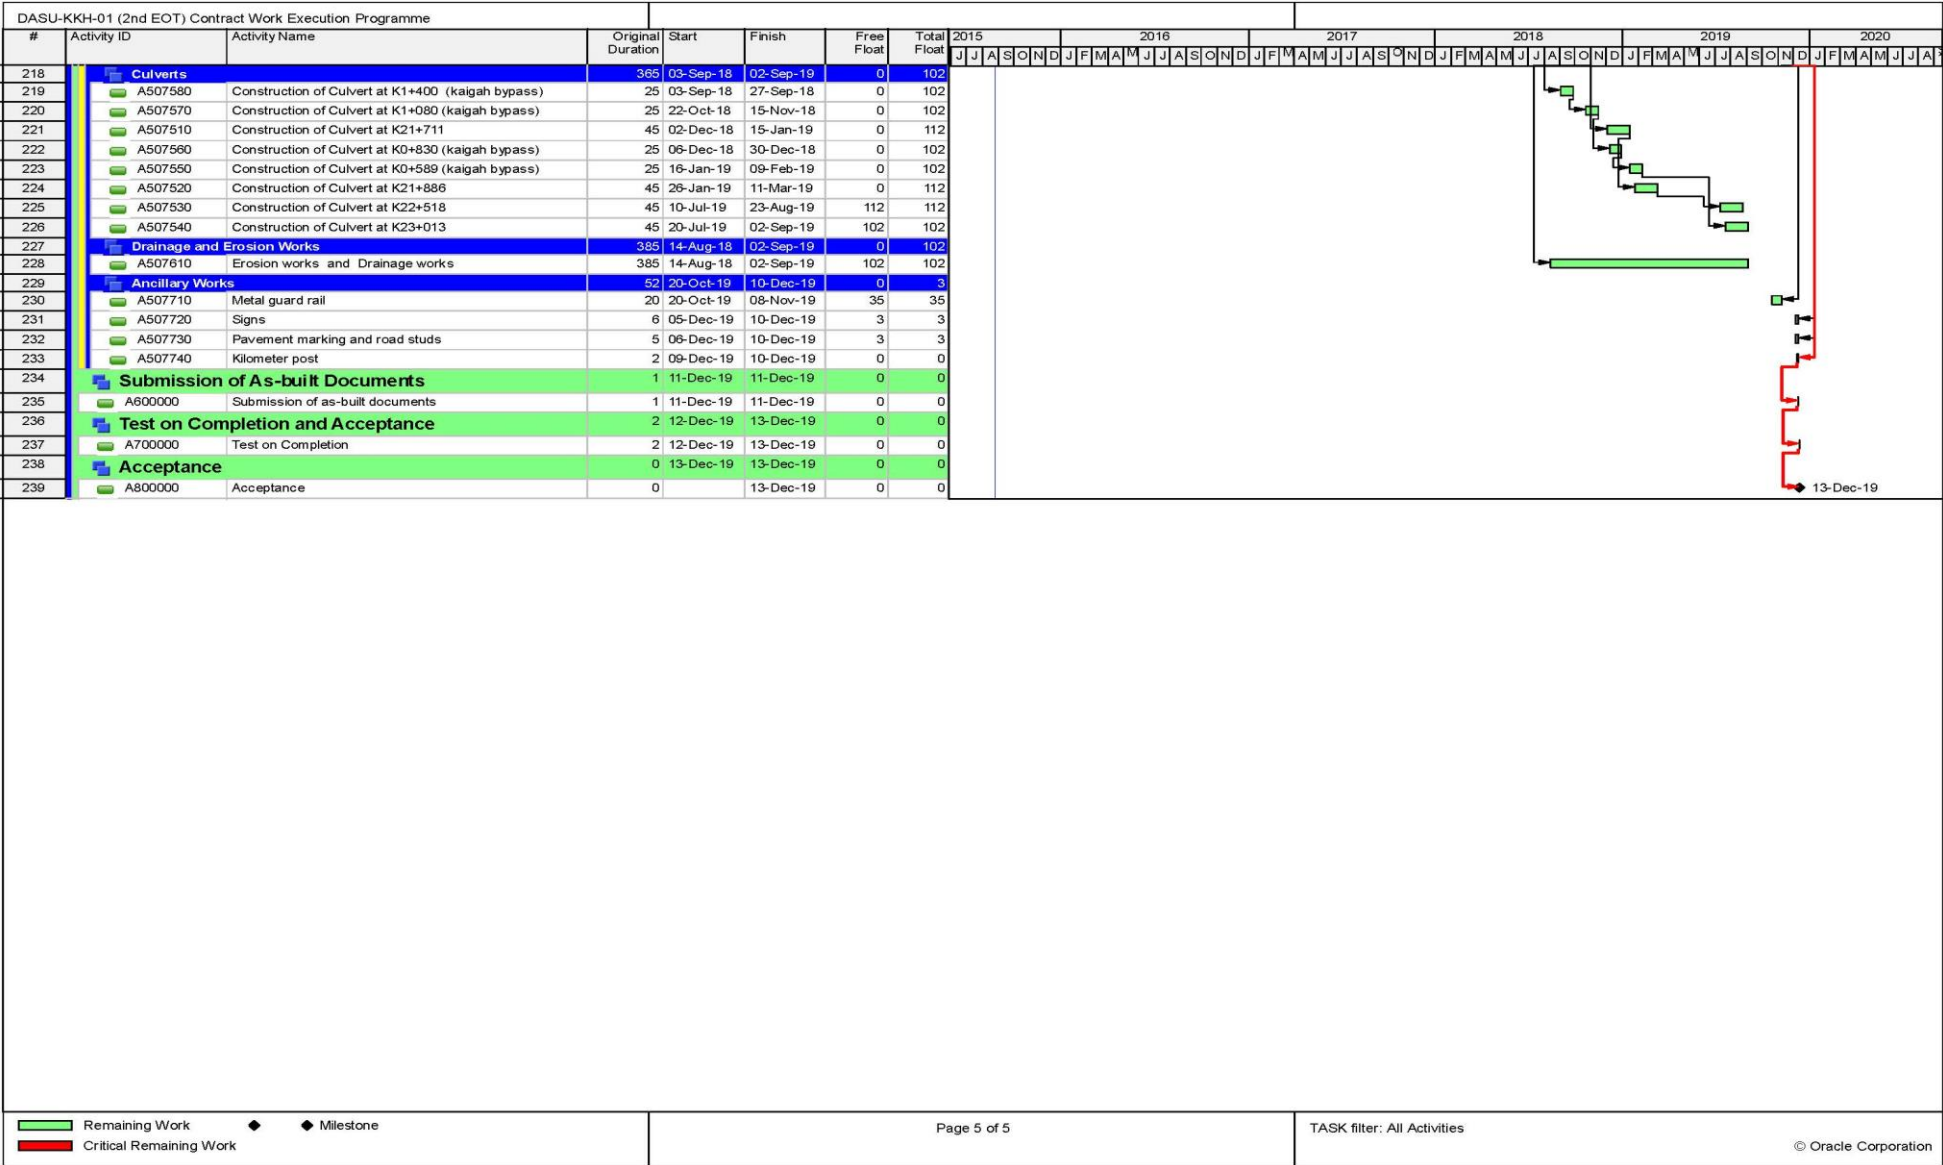 DASU-KKH-01 (2nd EOT) Contract Work Execution Programme
# Activity ID Activity Name Original Duration Start Finish Free Float Total Float 2015 2016 2017 2018 2019 2020
J J A S O N D J F M A M J J A S O N D J F M A M J J A S O N D J F M A M J J A S O N D J F M A M J J A S O N D J F M A M J J A
218 Culverts 365 03-Sep-18 02-Sep-19 0 102
219 A507580 Construction of Culvert at K1+400 (kaigah bypass) 25 03-Sep-18 27-Sep-18 0 102
220 A507570 Construction of Culvert at K1+080 (kaigah bypass) 25 22-Oct-18 15-Nov-18 0 102
221 A507510 Construction of Culvert at K21+711 45 02-Dec-18 15-Jan-19 0 112
222 A507560 Construction of Culvert at K0+830 (kaigah bypass) 25 06-Dec-18 30-Dec-18 0 102
223 A507550 Construction of Culvert at K0+589 (kaigah bypass) 25 16-Jan-19 09-Feb-19 0 102
224 A507520 Construction of Culvert at K21+886 45 26-Jan-19 11-Mar-19 0 112
225 A507530 Construction of Culvert at K22+518 45 10-Jul-19 23-Aug-19 112 112
226 A507540 Construction of Culvert at K23+013 45 20-Jul-19 02-Sep-19 102 102
227 Drainage and Erosion Works 385 14-Aug-18 02-Sep-19 0 102
228 A507610 Erosion works and Drainage works 385 14-Aug-18 02-Sep-19 102 102
229 Ancillary Works 52 20-Oct-19 10-Dec-19 0 3
230 A507710 Metal guard rail 20 20-Oct-19 08-Nov-19 35 35
231 A507720 Signs 6 05-Dec-19 10-Dec-19 3 3
232 A507730 Pavement marking and road studs 5 06-Dec-19 10-Dec-19 3 3
233 A507740 Kilometer post 2 09-Dec-19 10-Dec-19 0 0
234 Submission of As-built Documents 1 11-Dec-19 11-Dec-19 0 0
235 A600000 Submission of as-built documents 1 11-Dec-19 11-Dec-19 0 0
236 Test on Completion and Acceptance 2 12-Dec-19 13-Dec-19 0 0
237 A700000 Test on Completion 2 12-Dec-19 13-Dec-19 0 0
238 Acceptance 0 13-Dec-19 13-Dec-19 0 0
239 A800000 Acceptance 0 13-Dec-19 0 0 13-Dec-19
Remaining Work Milestone
Critical Remaining Work
Page 5 of 5
TASK filter: All Activities
© Oracle Corporation